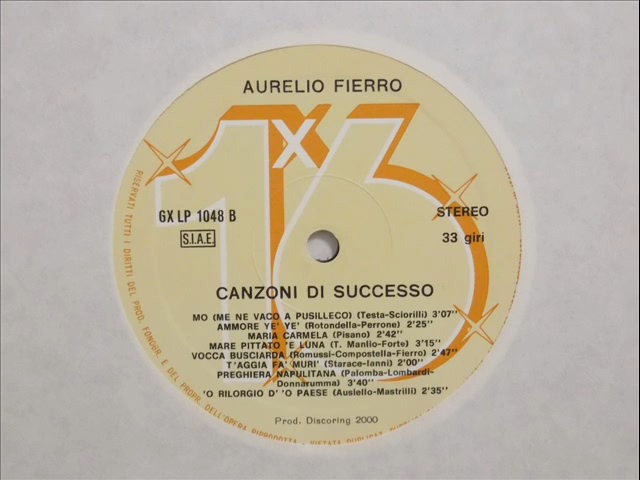 AURELIO FIERRO
1x6
GX LP 1048 B
S.I.A.E.
STEREO
33 giri
CANZONI DI SUCCESSO
MO (ME NE VACO A PUSILLECO) (Testa-Sciorilli) 3'07''
AMMORE YE' YE' (Rotondella-Perrone) 2'25''
MARIA CARMELA (Pisano) 2'42''
MARE PITTATO 'E LUNA (T. Manlio-Forte) 3'15''
VOCCA BUSCIARDA (Romussi-Compostella-Fierro) 2'47''
T'AGGIA FA' MURI' (Starace-Ianni) 2'00''
PREGHIERA NAPULITANA (Palomba-Lombardi-
Donnarumma) 3'40''
'O RILORGIO D' 'O PAESE (Ausiello-Mastrilli) 2'35''
Prod. Discoring 2000
RISERVATI TUTTI I DIRITTI DEL PROD. FONOGR. E DEL PROPR. DELL'OPERA RIPRODOTTA - VIETATA